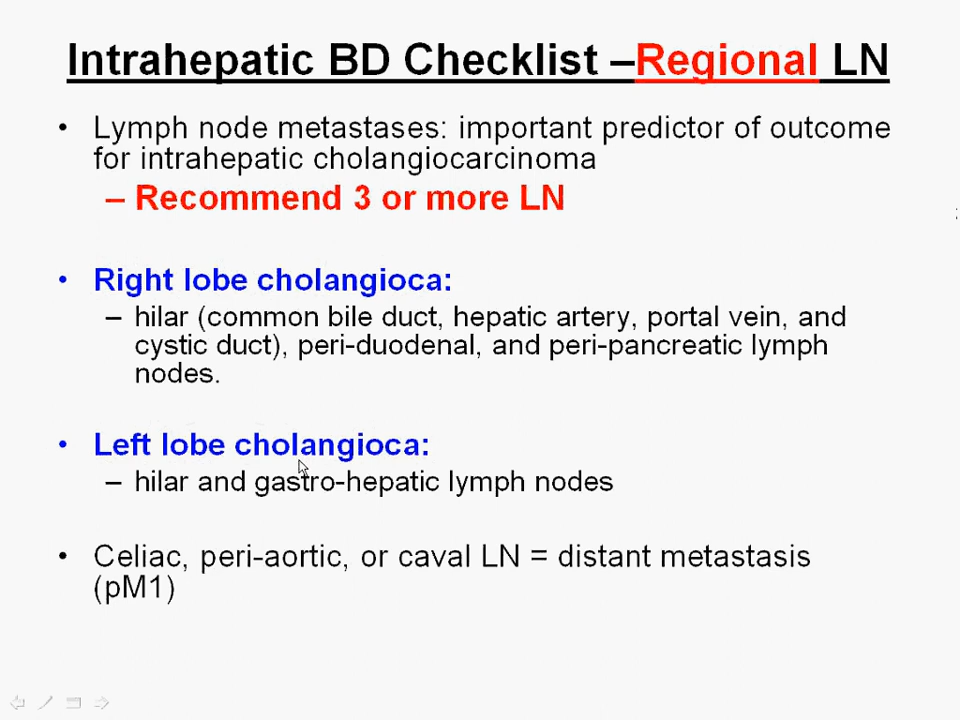 Intrahepatic BD Checklist –Regional LN
• Lymph node metastases: important predictor of outcome
for intrahepatic cholangiocarcinoma
– Recommend 3 or more LN
• Right lobe cholangioca:
– hilar (common bile duct, hepatic artery, portal vein, and
cystic duct), peri-duodenal, and peri-pancreatic lymph
nodes.
• Left lobe cholangioca:
– hilar and gastro-hepatic lymph nodes
• Celiac, peri-aortic, or caval LN = distant metastasis
(pM1)